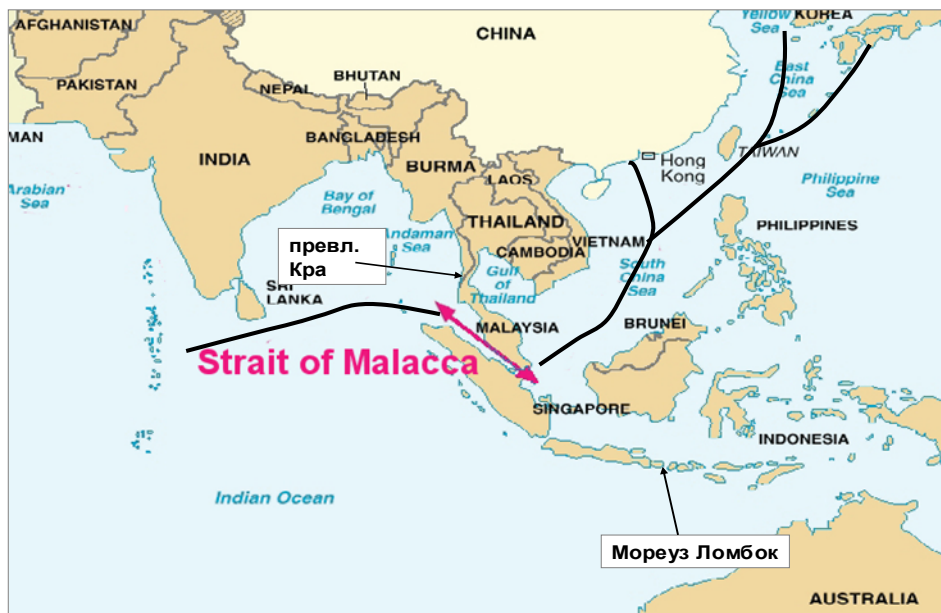 Yellow
Sea
KOREA
AFGHANISTAN
CHINA
East
China
Sea
PAKISTAN
NEPAL
BHUTAN
MAN
BANGLADESH
INDIA
BURMA
Hong
Kong
TAIWAN
LAOS
Arabian
Sea
Bay of
Bengal
Philippine
Sea
THAILAND
PHILIPPINES
Andaman
Sea
VIETNAM
CAMBODIA
превл.
Кра
Gulf
of
Thailand
South
China
Sea
SRI
LANKA
MALAYSIA
BRUNEI
Strait of Malacca
SINGAPORE
INDONESIA
Indian Ocean
Мореуз Ломбок
AUSTRALIA